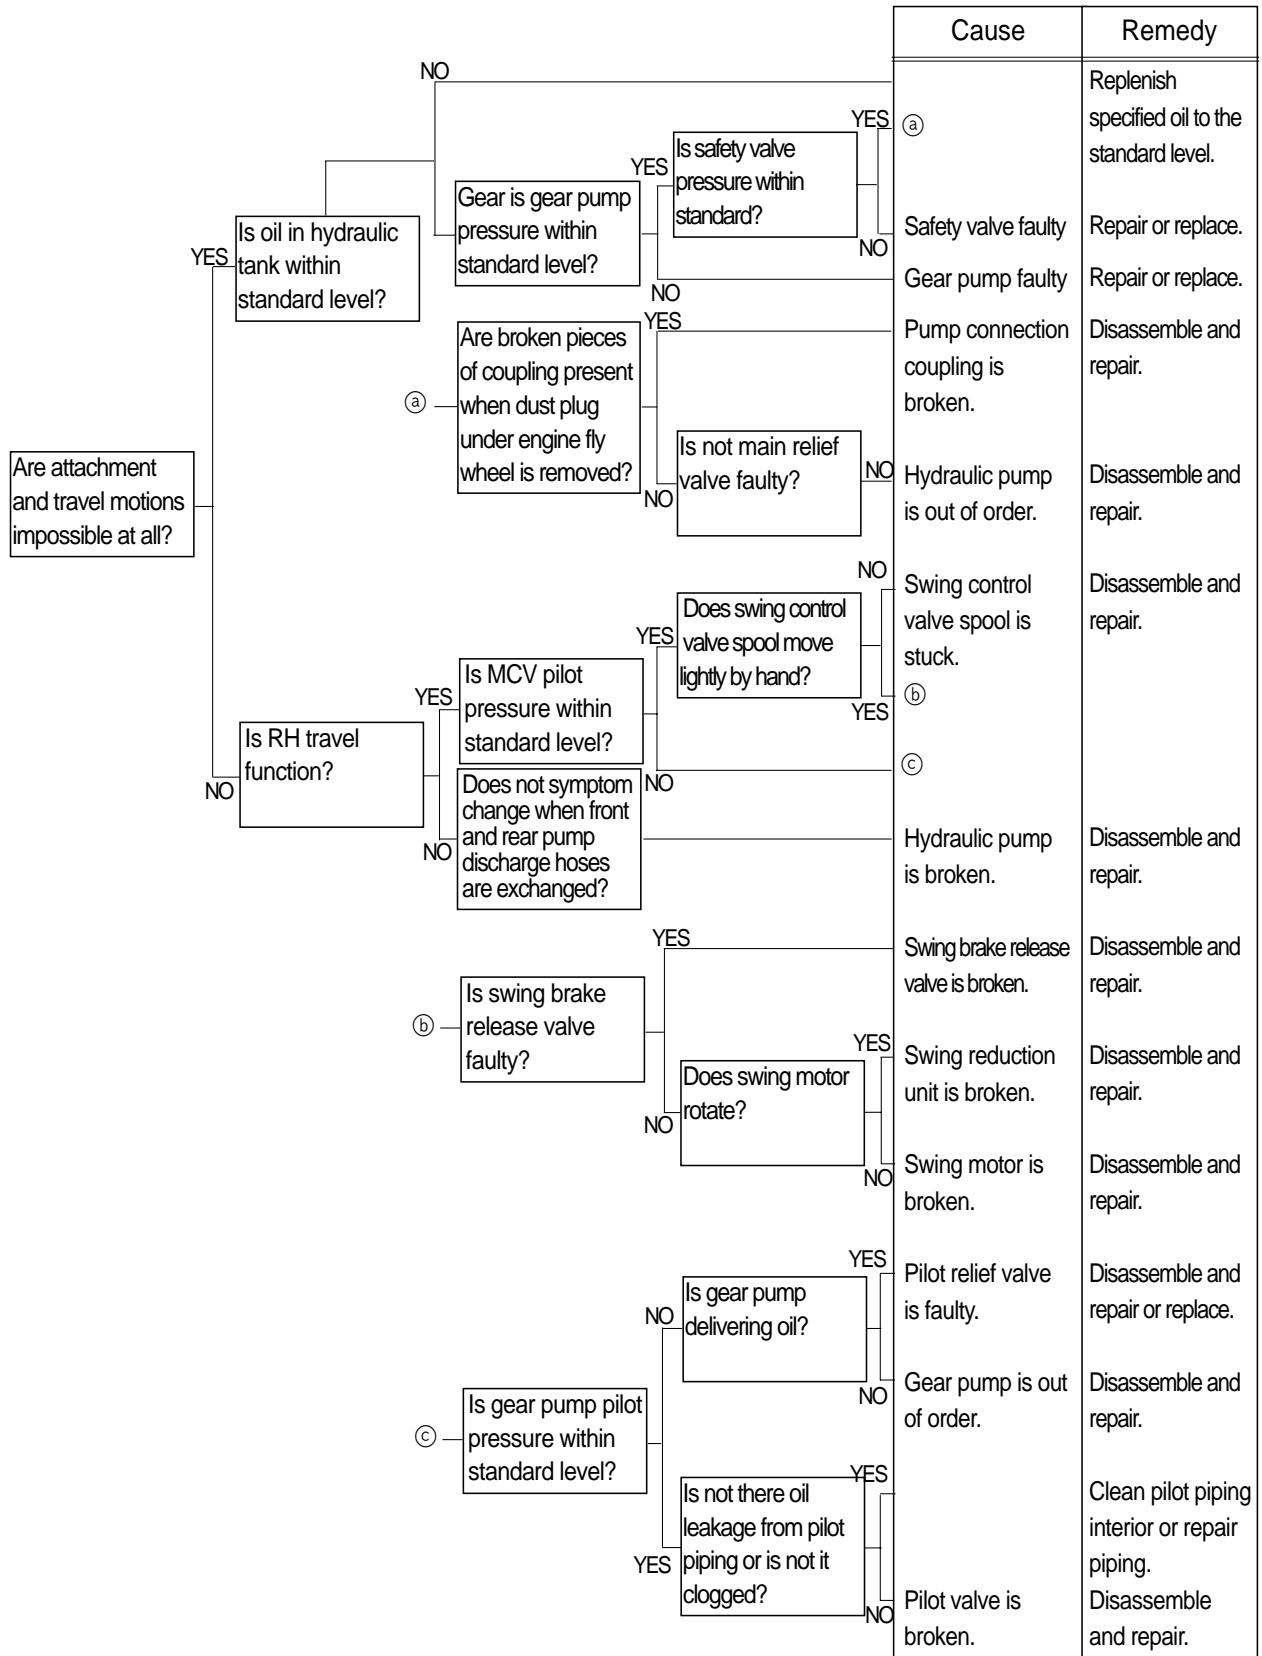 Cause
Remedy
NO
Replenish
specified oil to the
standard level.
YES
ⓐ
Is safety valve
pressure within
standard?
YES
Gear is gear pump
pressure within
standard level?
Is oil in hydraulic
tank within
standard level?
YES
NO
Safety valve faulty
Repair or replace.
NO
Gear pump faulty
Repair or replace.
YES
Are broken pieces
of coupling present
when dust plug
under engine fly
wheel is removed?
ⓐ
Pump connection
coupling is
broken.
Disassemble and
repair.
Is not main relief
valve faulty?
NO
NO
Hydraulic pump
is out of order.
Disassemble and
repair.
Are attachment
and travel motions
impossible at all?
NO
Swing control
valve spool is
stuck.
Disassemble and
repair.
Does swing control
valve spool move
lightly by hand?
YES
ⓑ
YES
Is MCV pilot
pressure within
standard level?
YES
Is RH travel
function?
NO
ⓒ
NO
Does not symptom
change when front
and rear pump
discharge hoses
are exchanged?
NO
Hydraulic pump
is broken.
Disassemble and
repair.
YES
Swing brake release
valve is broken.
Disassemble and
repair.
Is swing brake
release valve
faulty?
ⓑ
YES
Swing reduction
unit is broken.
Disassemble and
repair.
Does swing motor
rotate?
NO
NO
Swing motor is
broken.
Disassemble and
repair.
YES
Pilot relief valve
is faulty.
Disassemble and
repair or replace.
Is gear pump
delivering oil?
NO
NO
Gear pump is out
of order.
Disassemble and
repair.
ⓒ
Is gear pump pilot
pressure within
standard level?
YES
Is not there oil
leakage from pilot
piping or is not it
clogged?
YES
Clean pilot piping
interior or repair
piping.
NO
Pilot valve is
broken.
Disassemble
and repair.